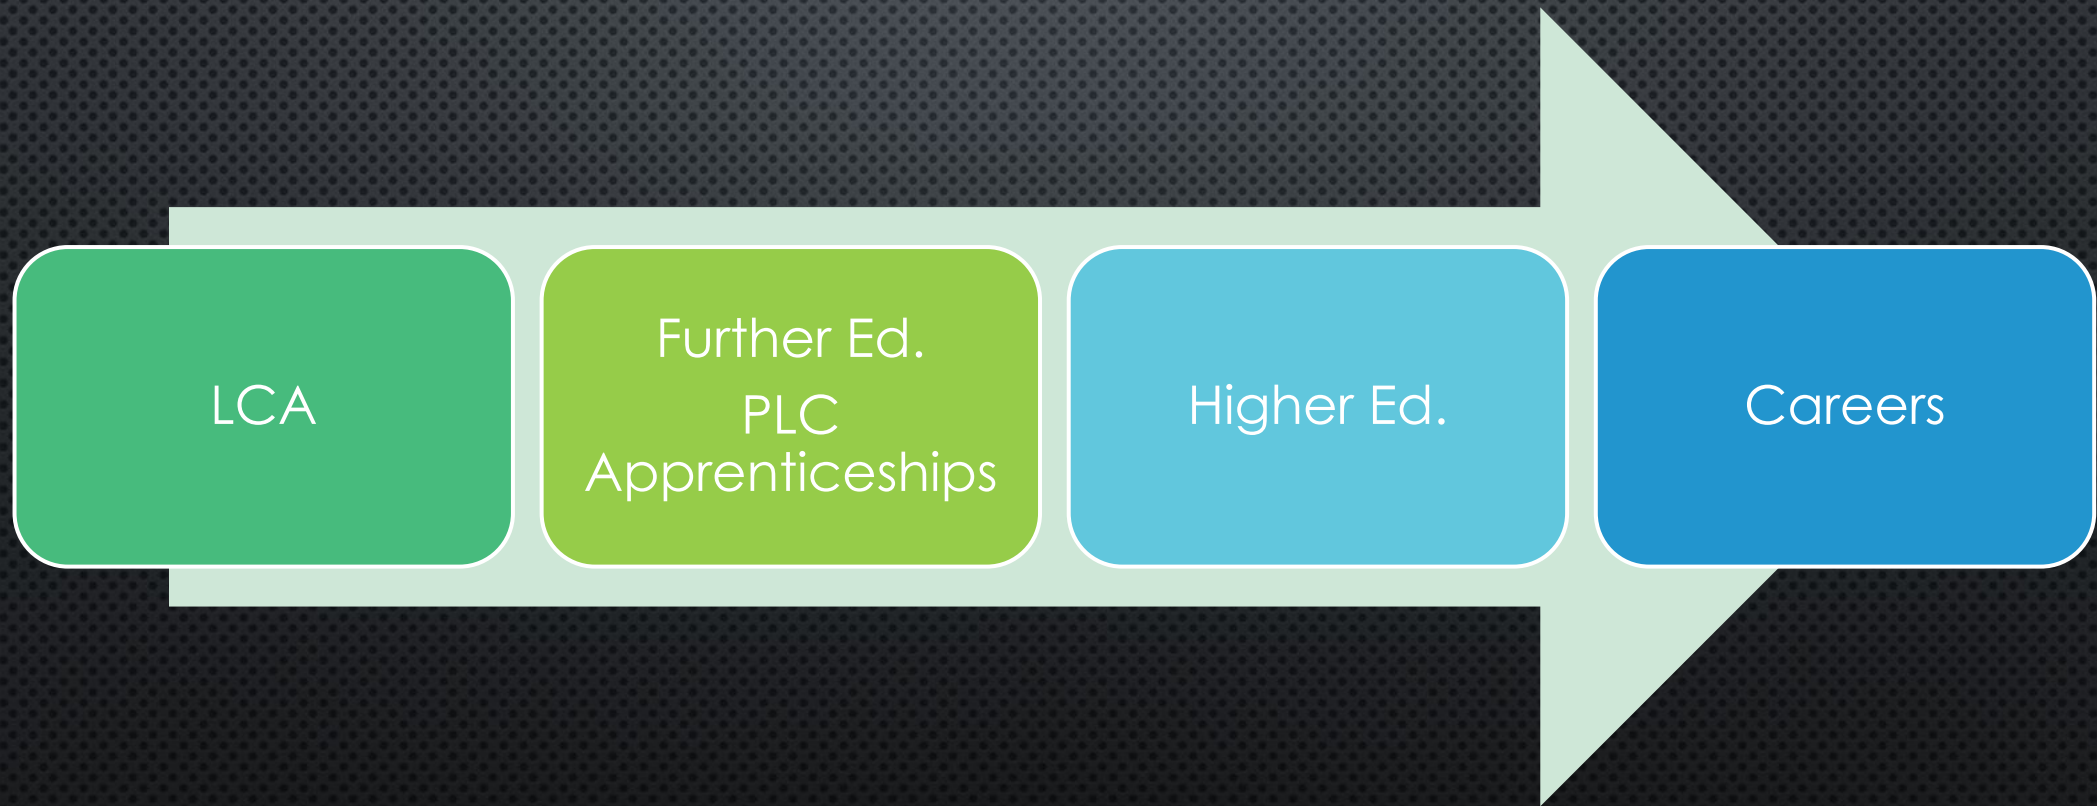 LCA
Further Ed.
PLC
Apprenticeships
Higher Ed.
Careers